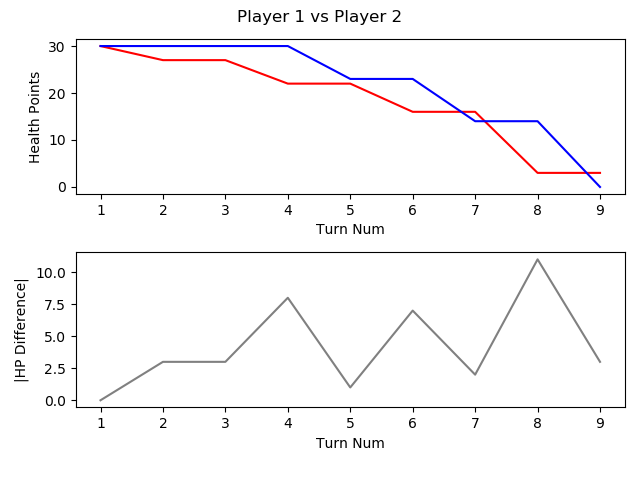 Player 1 vs Player 2
30
20
10
0
Health Points
1 2 3 4 5 6 7 8 9
Turn Num
10.0
7.5
5.0
2.5
0.0
|HP Difference|
1 2 3 4 5 6 7 8 9
Turn Num